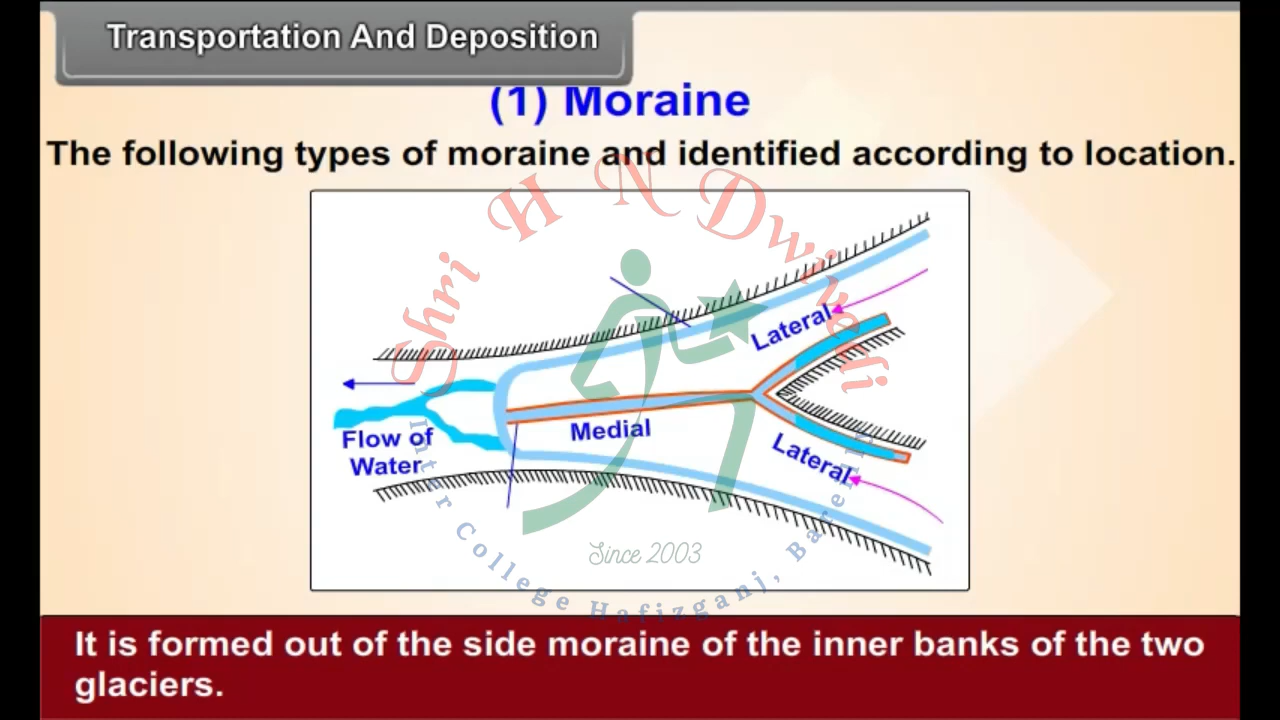 Transportation And Deposition
(1) Moraine
The following types of moraine and identified according to location.
Shri H N Dwivedi
Lateral
Medial
Flow of
Water
Lateral
Since 2003
Inter College Hafizganj, Bareilly
It is formed out of the side moraine of the inner banks of the two
glaciers.